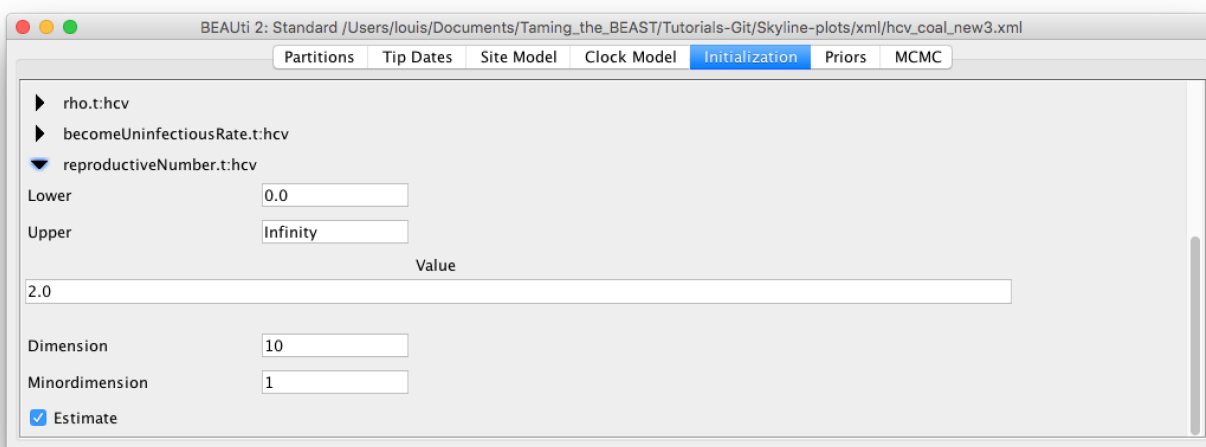 BEAUti 2: Standard /Users/louis/Documents/Taming_the_BEAST/Tutorials-Git/Skyline-plots/xml/hcv_coal_new3.xml
Partitions Tip Dates Site Model Clock Model Initialization Priors MCMC
rho.t:hcv
becomeUninfectiousRate.t:hcv
reproductiveNumber.t:hcv
Lower 0.0
Upper Infinity
Value
2.0
Dimension 10
Minordimension 1
Estimate